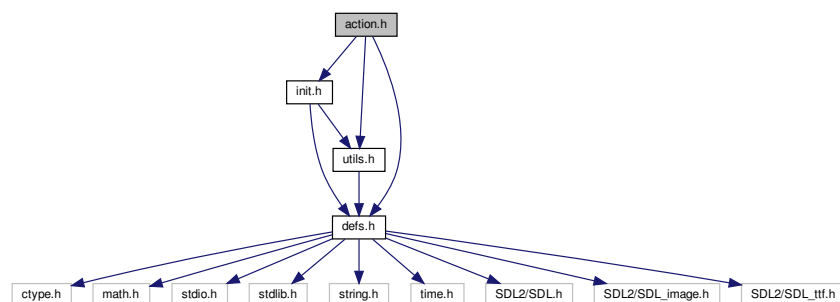 action.h
init.h
utils.h
defs.h
ctype.h
math.h
stdio.h
stdlib.h
string.h
time.h
SDL2/SDL.h
SDL2/SDL_image.h
SDL2/SDL_ttf.h